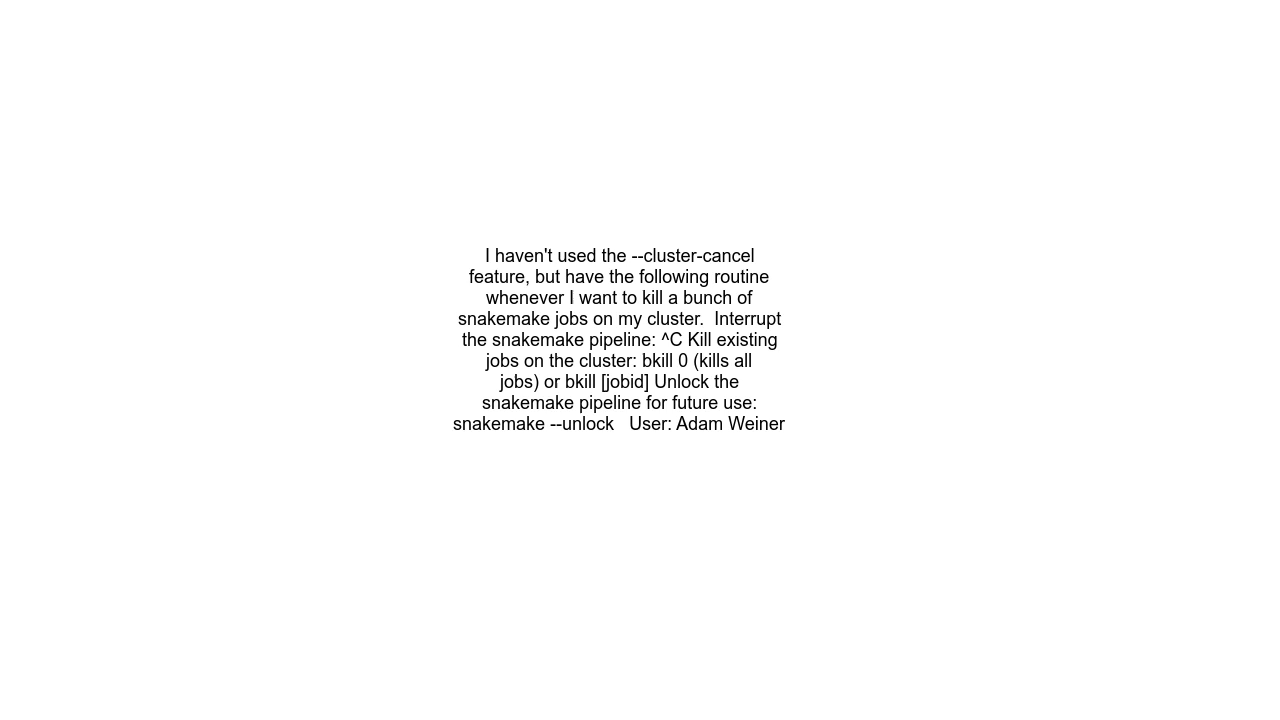 I haven't used the --cluster-cancel
feature, but have the following routine
whenever I want to kill a bunch of
snakemake jobs on my cluster.  Interrupt
the snakemake pipeline: ^C Kill existing
jobs on the cluster: bkill 0 (kills all
jobs) or bkill [jobid] Unlock the
snakemake pipeline for future use:
snakemake --unlock   User: Adam Weiner